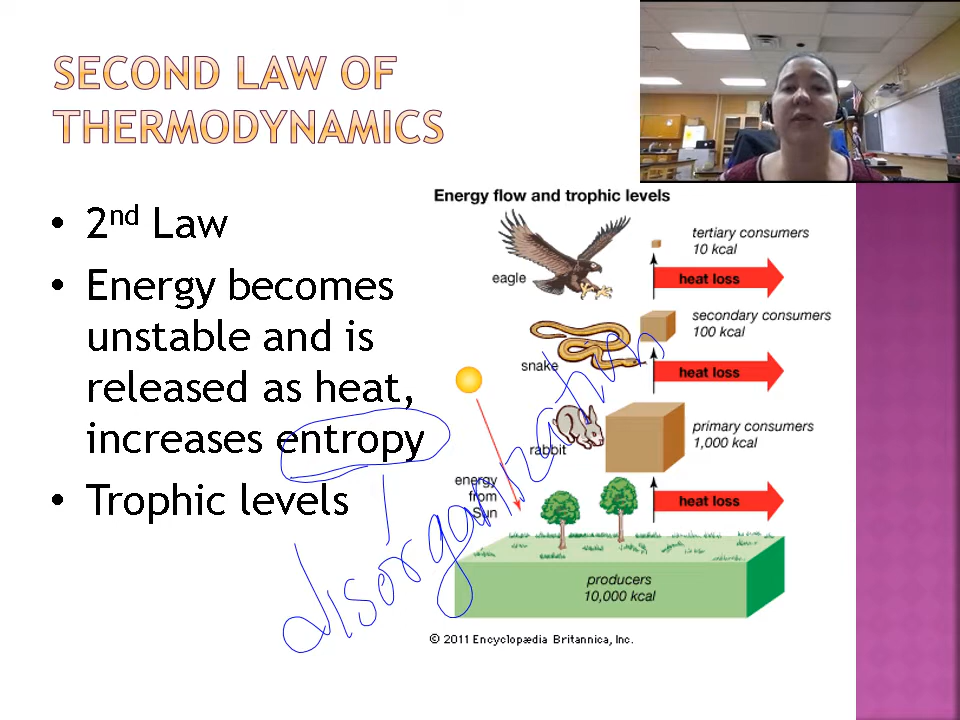 SECOND LAW OF
THERMODYNAMICS
• 2nd Law
• Energy becomes
unstable and is
released as heat,
increases entropy
• Trophic levels
disorganization
Energy flow and trophic levels
tertiary consumers
10 kcal
eagle
heat loss
secondary consumers
100 kcal
snake
heat loss
primary consumers
1,000 kcal
rabbit
energy
from
Sun
heat loss
producers
10,000 kcal
© 2011 Encyclopædia Britannica, Inc.